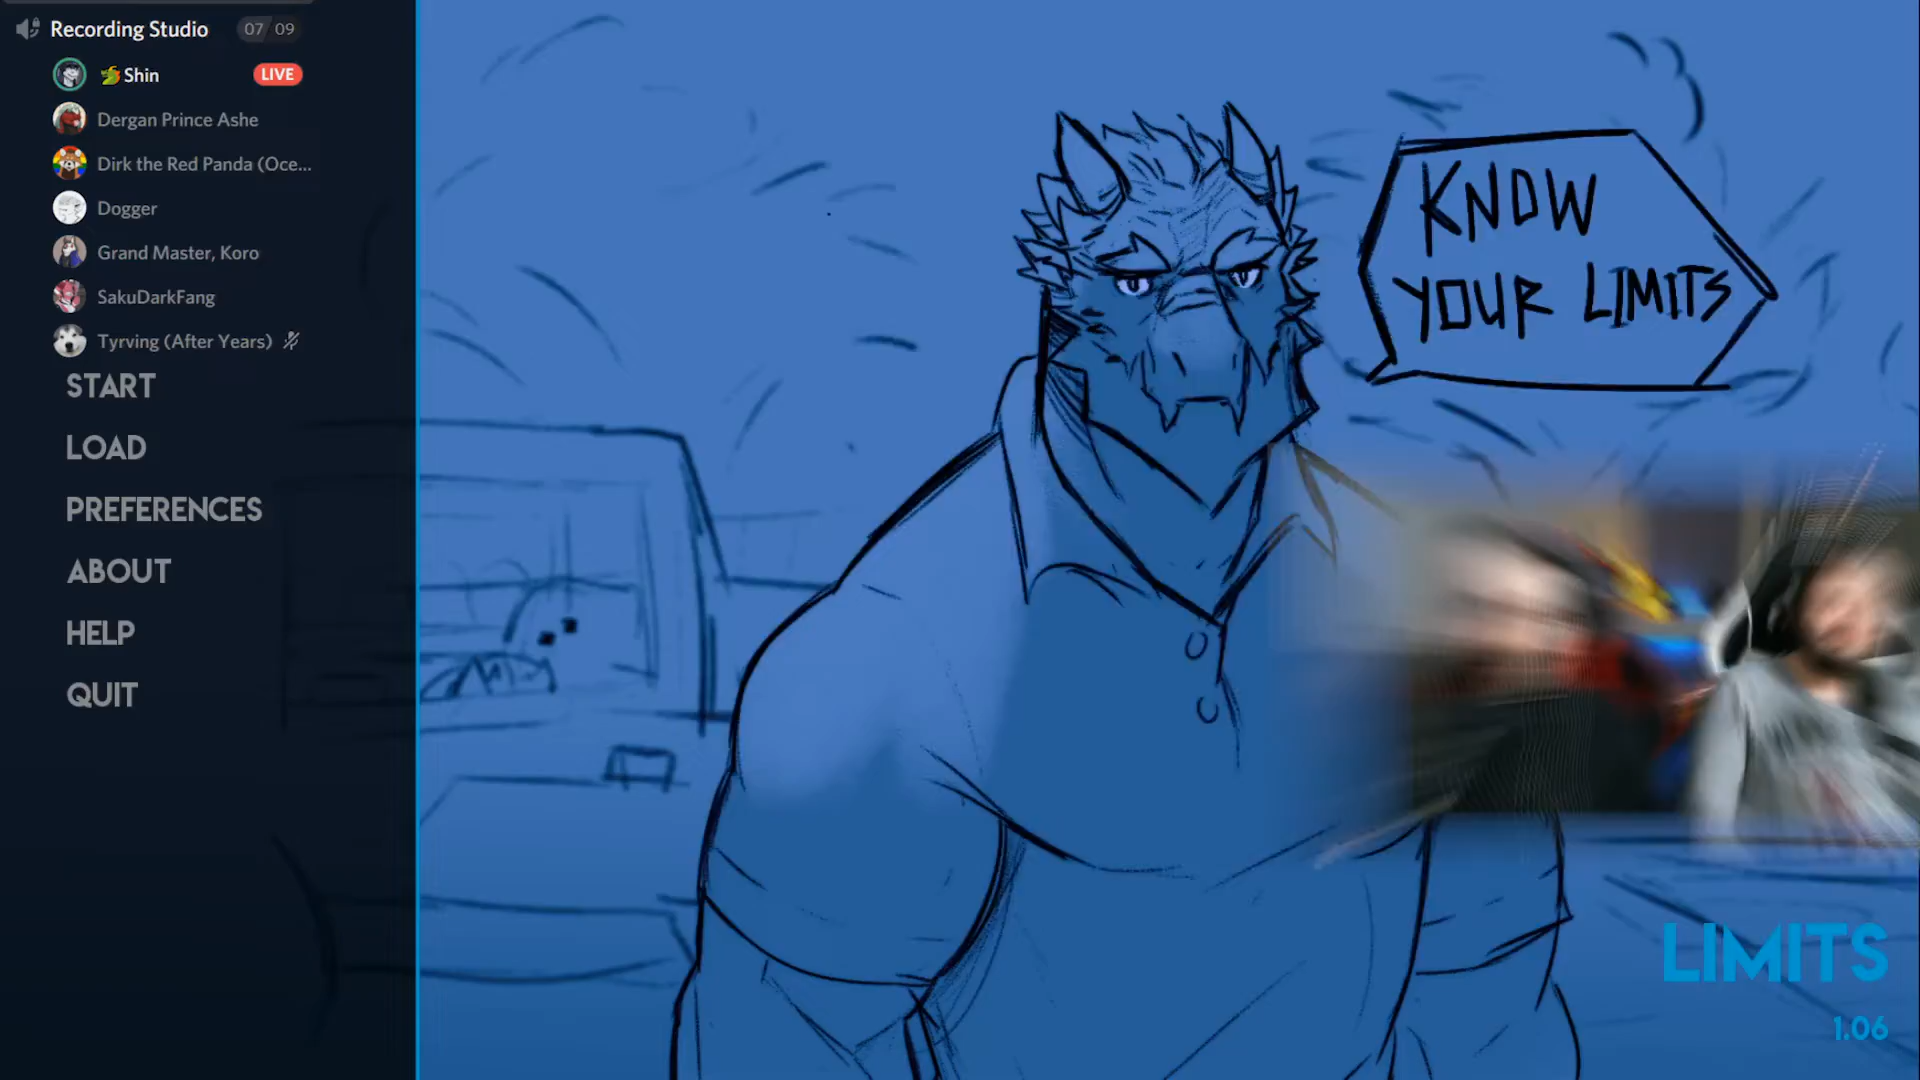 Recording Studio 07 09
Shin LIVE
Dergan Prince Ashe
Dirk the Red Panda (Oce...
Dogger
Grand Master, Koro
SakuDarkFang
Tyrving (After Years)
START
LOAD
PREFERENCES
ABOUT
HELP
QUIT
KNOW
YOUR LIMITS
LIMITS
1.06